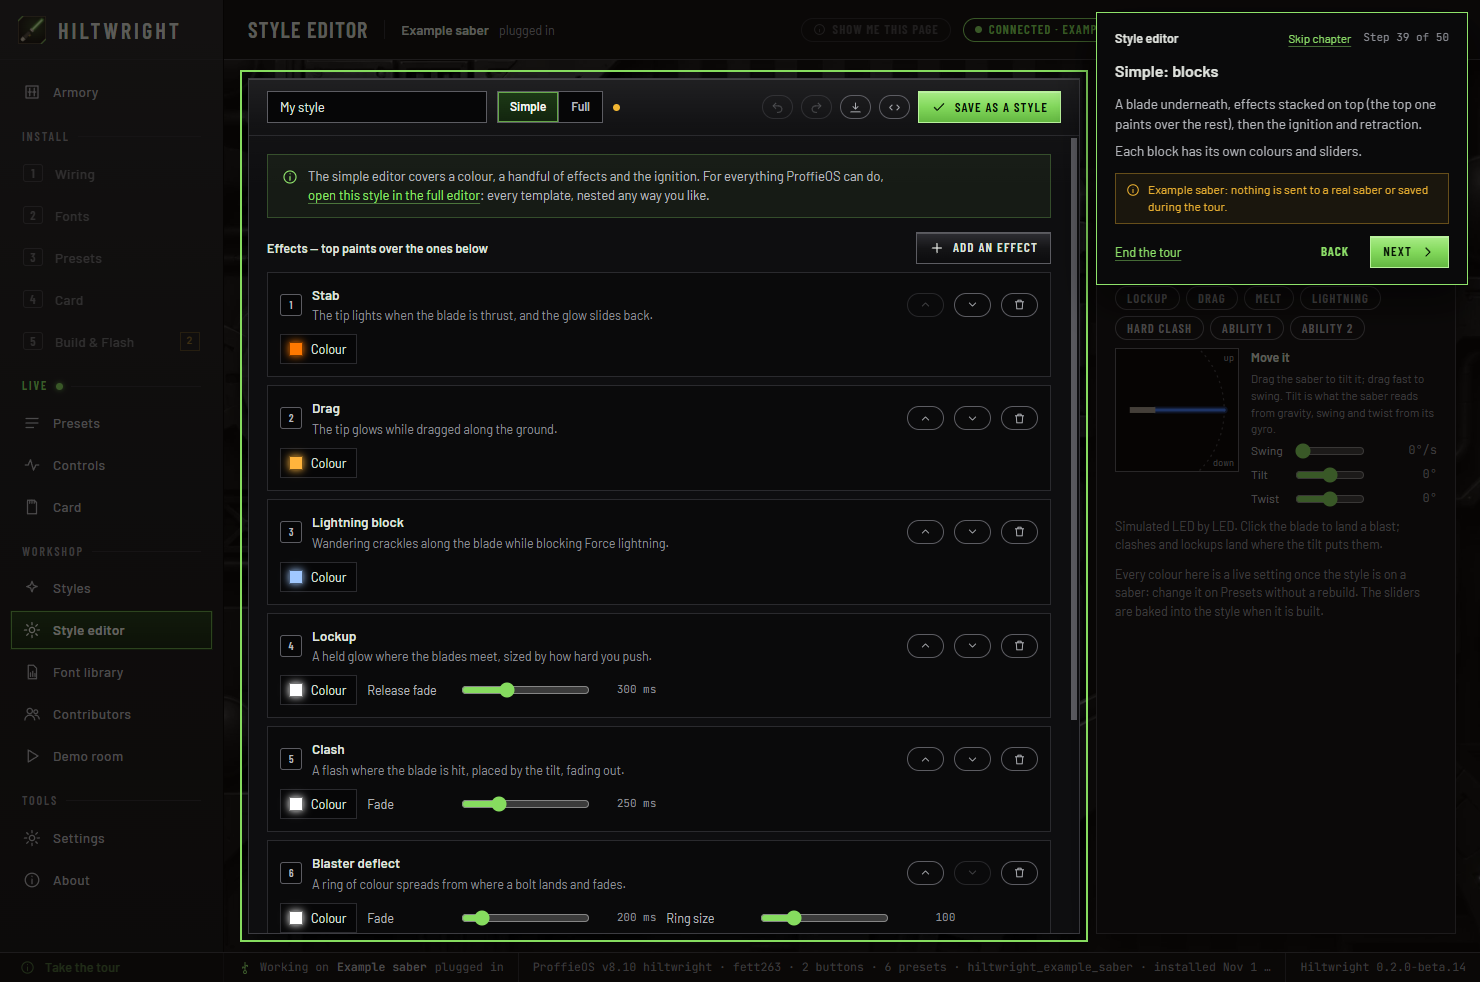 HILTWRIGHT
STYLE EDITOR
Example saber plugged in
SHOW ME THIS PAGE
CONNECTED · EXAMP
Armory
INSTALL
1 Wiring
2 Fonts
3 Presets
4 Card
5 Build & Flash 2
LIVE
Presets
Controls
Card
WORKSHOP
Styles
Style editor
Font library
Contributors
Demo room
TOOLS
Settings
About
Take the tour
My style
Simple
Full
SAVE AS A STYLE
The simple editor covers a colour, a handful of effects and the ignition. For everything ProffieOS can do,
open this style in the full editor: every template, nested any way you like.
Effects — top paints over the ones below
ADD AN EFFECT
1 Stab
The tip lights when the blade is thrust, and the glow slides back.
Colour
2 Drag
The tip glows while dragged along the ground.
Colour
3 Lightning block
Wandering crackles along the blade while blocking Force lightning.
Colour
4 Lockup
A held glow where the blades meet, sized by how hard you push.
Colour Release fade 300 ms
5 Clash
A flash where the blade is hit, placed by the tilt, fading out.
Colour Fade 250 ms
6 Blaster deflect
A ring of colour spreads from where a bolt lands and fades.
Colour Fade 200 ms Ring size 100
Style editor
Skip chapter
Step 39 of 50
Simple: blocks
A blade underneath, effects stacked on top (the top one
paints over the rest), then the ignition and retraction.
Each block has its own colours and sliders.
Example saber: nothing is sent to a real saber or saved
during the tour.
End the tour
BACK
NEXT
LOCKUP
DRAG
MELT
LIGHTNING
HARD CLASH
ABILITY 1
ABILITY 2
up
down
Move it
Drag the saber to tilt it; drag fast to
swing. Tilt is what the saber reads
from gravity, swing and twist from its
gyro.
Swing 0°/s
Tilt 0°
Twist 0°
Simulated LED by LED. Click the blade to land a blast;
clashes and lockups land where the tilt puts them.
Every colour here is a live setting once the style is on a
saber: change it on Presets without a rebuild. The sliders
are baked into the style when it is built.
Working on Example saber plugged in
ProffieOS v8.10 hiltwright · fett263 · 2 buttons · 6 presets · hiltwright_example_saber · installed Nov 1 …
Hiltwright 0.2.0-beta.14